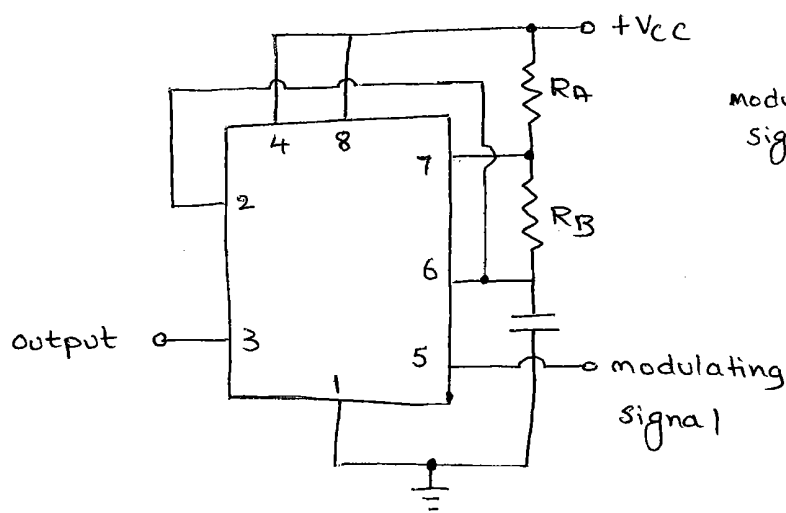 +VCC
RA
modu
sig
4 8
7
2
RB
6
output 3
5 modulating
signal
1